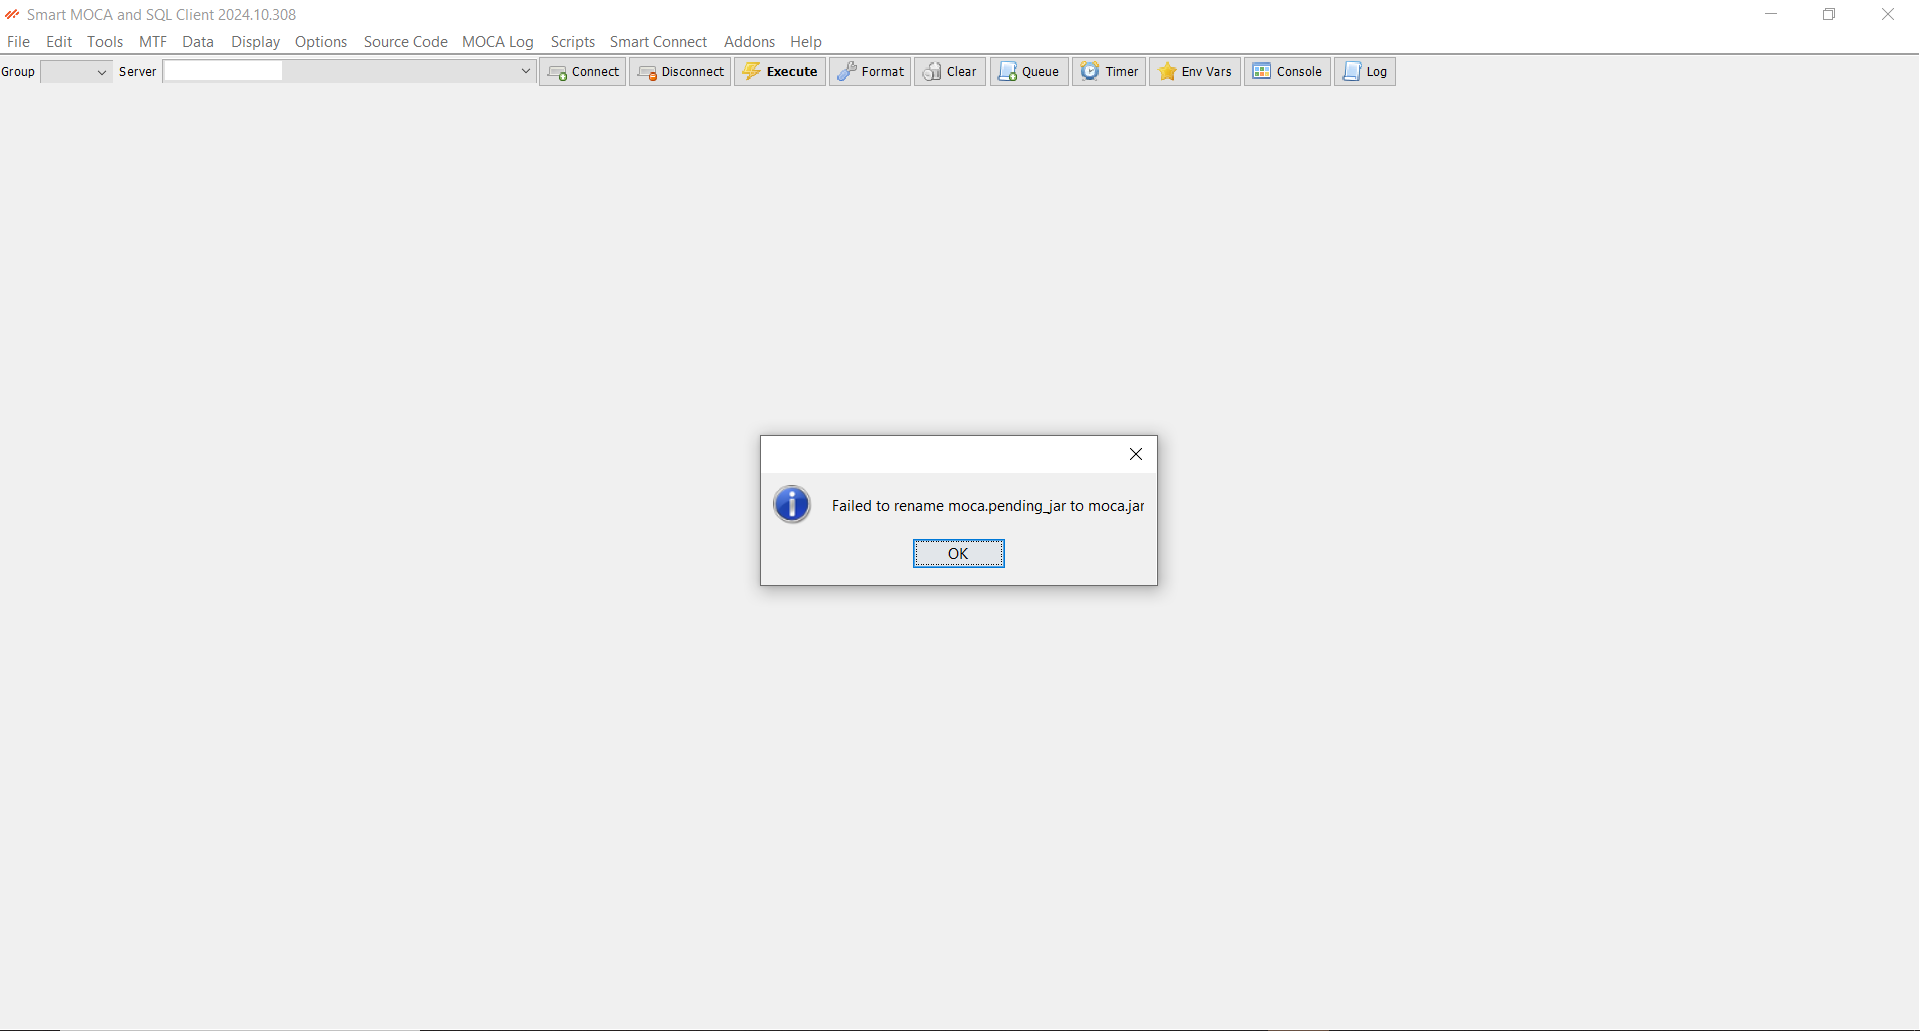 Smart MOCA and SQL Client 2024.10.308
File Edit Tools MTF Data Display Options Source Code MOCA Log Scripts Smart Connect Addons Help
Group Server Connect Disconnect Execute Format Clear Queue Timer Env Vars Console Log
Failed to rename moca.pending_jar to moca.jar
OK